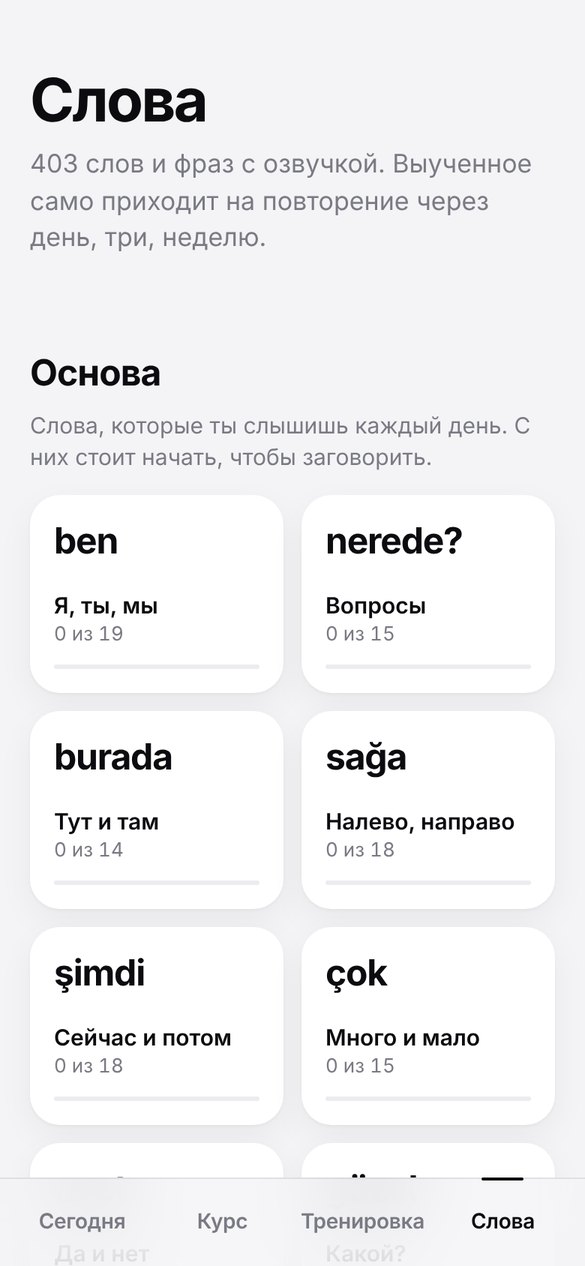 Слова
403 слов и фраз с озвучкой. Выученное
само приходит на повторение через
день, три, неделю.
Основа
Слова, которые ты слышишь каждый день. С
них стоит начать, чтобы заговорить.
ben
Я, ты, мы
0 из 19
nerede?
Вопросы
0 из 15
burada
Тут и там
0 из 14
sağa
Налево, направо
0 из 18
şimdi
Сейчас и потом
0 из 18
çok
Много и мало
0 из 15
Сегодня
Курс
Тренировка
Слова
Да и нет
Какой?